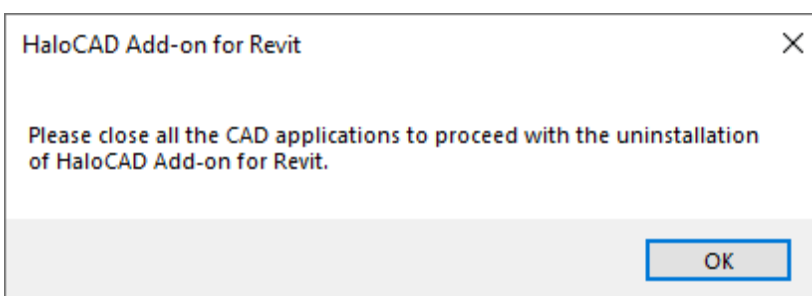 HaloCAD Add-on for Revit
Please close all the CAD applications to proceed with the uninstallation
of HaloCAD Add-on for Revit.
OK